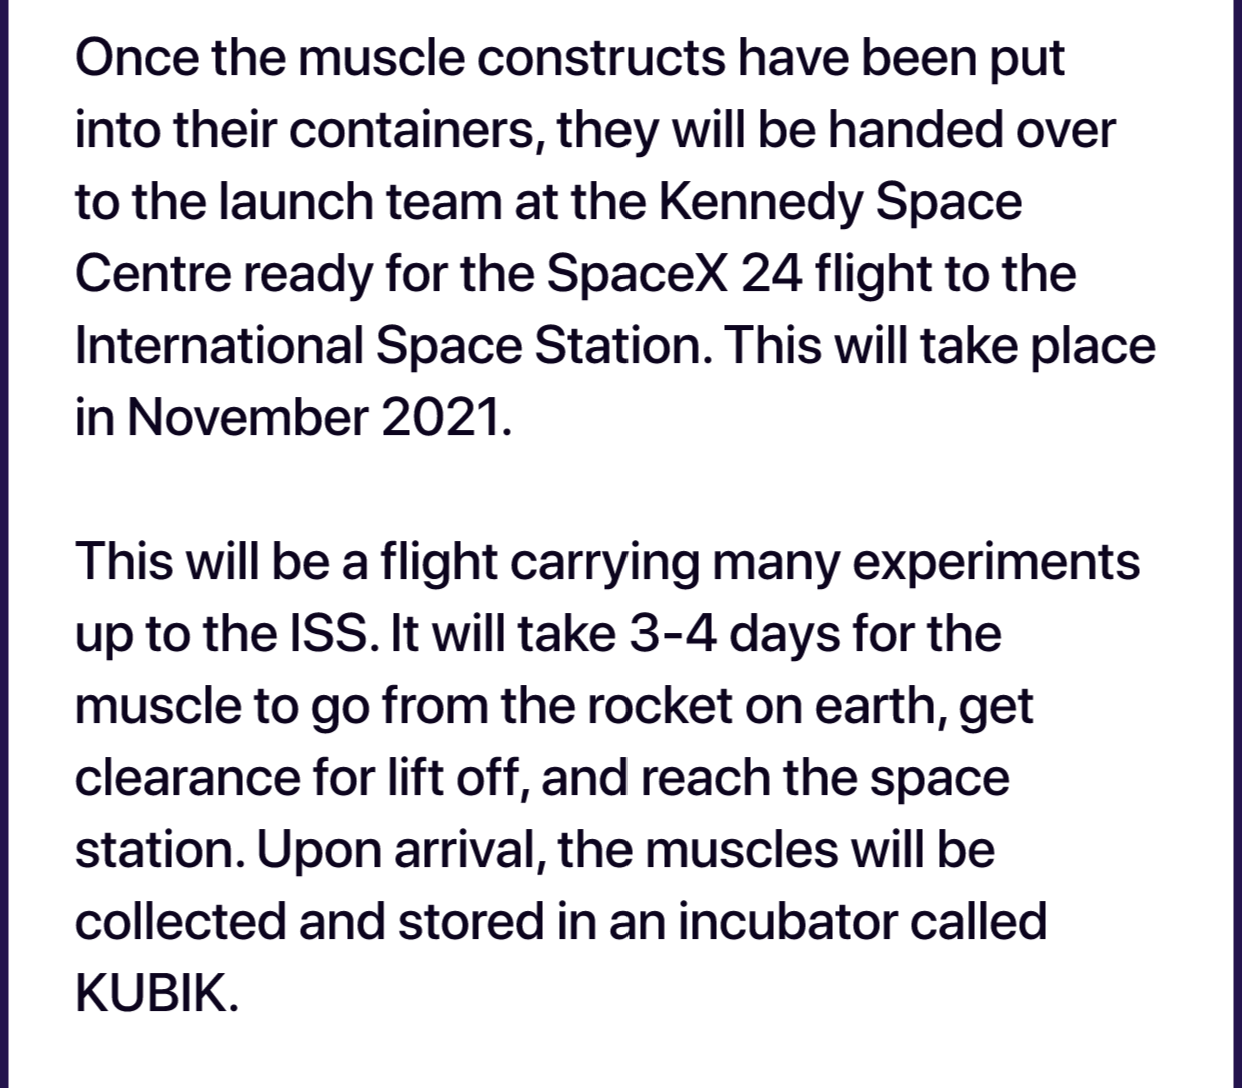 Once the muscle constructs have been put
into their containers, they will be handed over
to the launch team at the Kennedy Space
Centre ready for the SpaceX 24 flight to the
International Space Station. This will take place
in November 2021.
This will be a flight carrying many experiments
up to the ISS. It will take 3-4 days for the
muscle to go from the rocket on earth, get
clearance for lift off, and reach the space
station. Upon arrival, the muscles will be
collected and stored in an incubator called
KUBIK.